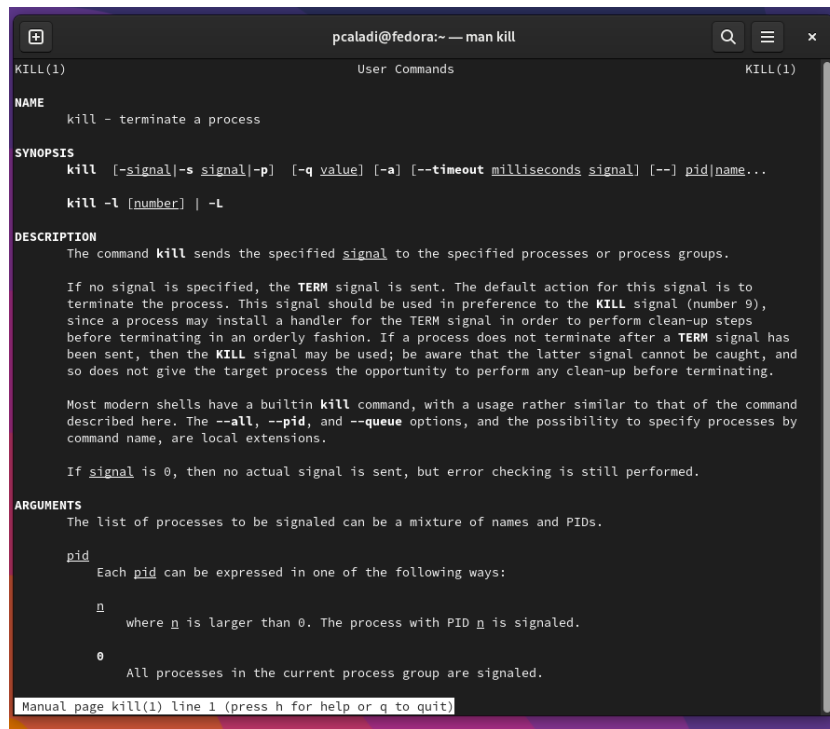 pcaladi@fedora:~ — man kill
KILL(1) User Commands KILL(1)
NAME
kill - terminate a process
SYNOPSIS
kill [-signal|-s signal|-p] [-q value] [-a] [--timeout milliseconds signal] [--] pid|name...
kill -l [number] | -L
DESCRIPTION
The command kill sends the specified signal to the specified processes or process groups.
If no signal is specified, the TERM signal is sent. The default action for this signal is to
terminate the process. This signal should be used in preference to the KILL signal (number 9),
since a process may install a handler for the TERM signal in order to perform clean-up steps
before terminating in an orderly fashion. If a process does not terminate after a TERM signal has
been sent, then the KILL signal may be used; be aware that the latter signal cannot be caught, and
so does not give the target process the opportunity to perform any clean-up before terminating.
Most modern shells have a builtin kill command, with a usage rather similar to that of the command
described here. The --all, --pid, and --queue options, and the possibility to specify processes by
command name, are local extensions.
If signal is 0, then no actual signal is sent, but error checking is still performed.
ARGUMENTS
The list of processes to be signaled can be a mixture of names and PIDs.
pid
Each pid can be expressed in one of the following ways:
n
where n is larger than 0. The process with PID n is signaled.
0
All processes in the current process group are signaled.
Manual page kill(1) line 1 (press h for help or q to quit)